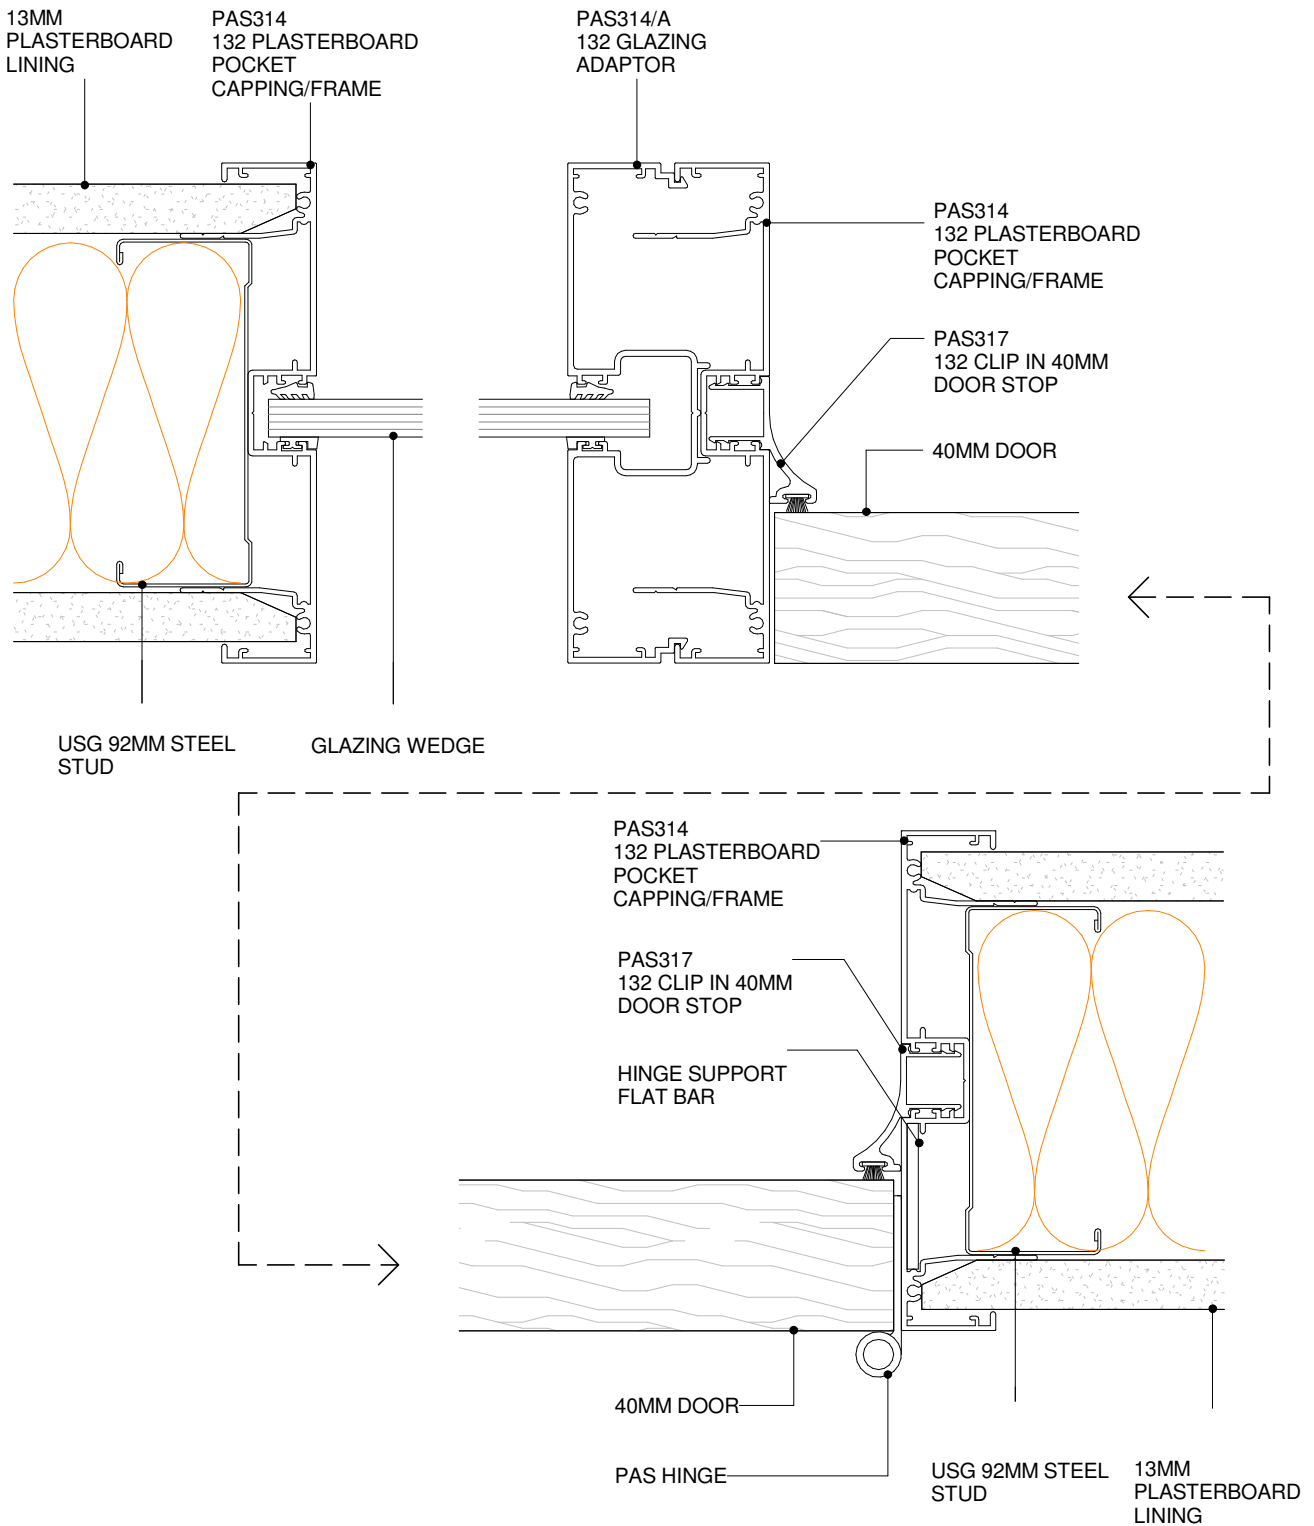 13MM
PLASTERBOARD
LINING
PAS314
132 PLASTERBOARD
POCKET
CAPPING/FRAME
PAS314/A
132 GLAZING
ADAPTOR
PAS314
132 PLASTERBOARD
POCKET
CAPPING/FRAME
PAS317
132 CLIP IN 40MM
DOOR STOP
40MM DOOR
USG 92MM STEEL
STUD
GLAZING WEDGE
PAS314
132 PLASTERBOARD
POCKET
CAPPING/FRAME
PAS317
132 CLIP IN 40MM
DOOR STOP
HINGE SUPPORT
FLAT BAR
40MM DOOR
PAS HINGE
USG 92MM STEEL
STUD
13MM
PLASTERBOARD
LINING